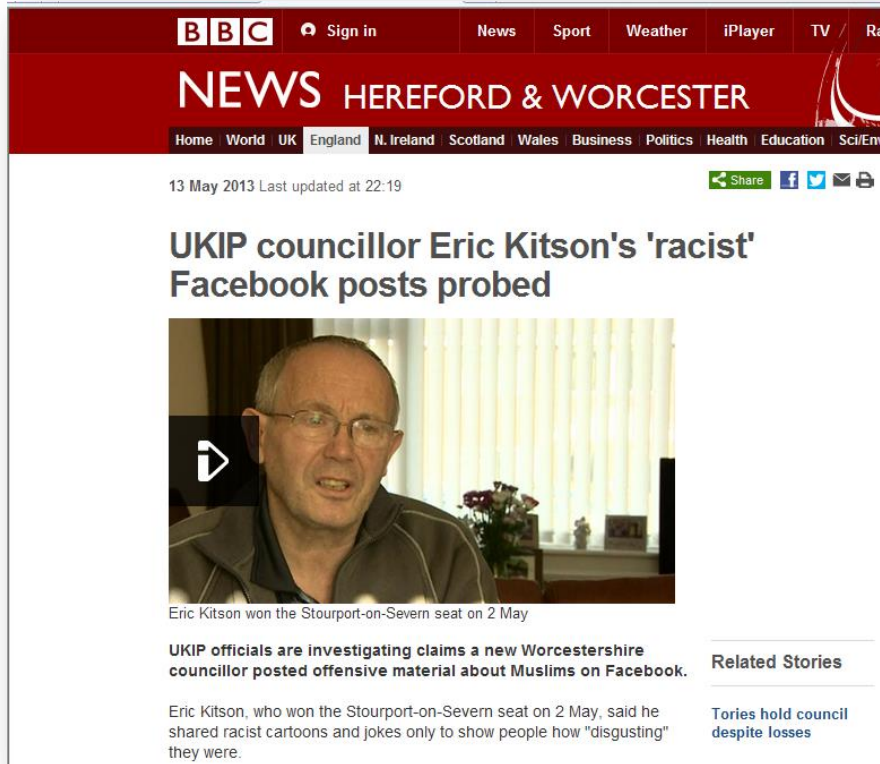 BBC Sign in News Sport Weather iPlayer TV
NEWS HEREFORD & WORCESTER
Home World UK England N. Ireland Scotland Wales Business Politics Health Education
13 May 2013 Last updated at 22:19
Share
UKIP councillor Eric Kitson's 'racist'
Facebook posts probed
Eric Kitson won the Stourport-on-Severn seat on 2 May
UKIP officials are investigating claims a new Worcestershire
councillor posted offensive material about Muslims on Facebook.
Eric Kitson, who won the Stourport-on-Severn seat on 2 May, said he
shared racist cartoons and jokes only to show people how "disgusting"
they were.
Related Stories
Tories hold council
despite losses